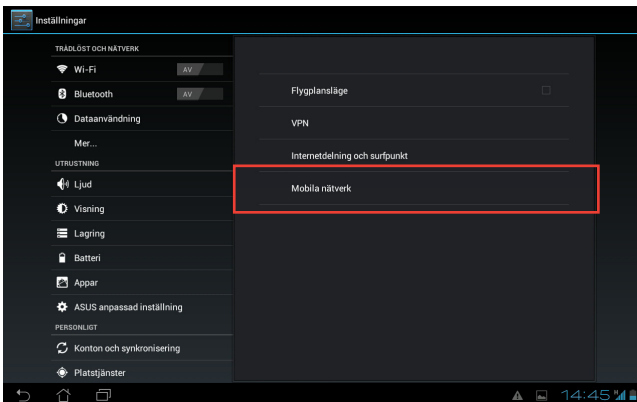 Inställningar
TRÅDLÖST OCH NÄTVERK
Wi-Fi AV
Bluetooth AV
Dataanvändning
Mer...
UTRUSTNING
Ljud
Visning
Lagring
Batteri
Appar
ASUS anpassad inställning
PERSONLIGT
Konton och synkronisering
Platstjänster
Flygplansläge
VPN
Internetdelning och surfpunkt
Mobila nätverk
14:45